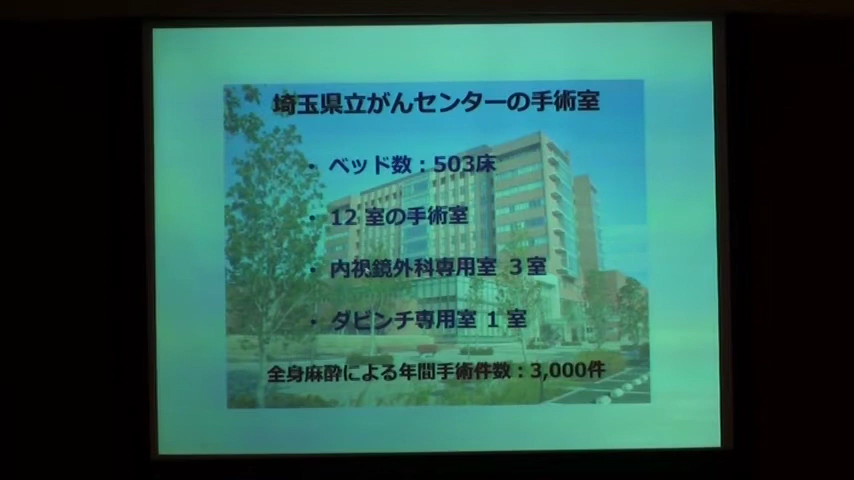 埼玉県立がんセンターの手術室
・ ベッド数：503床
・ 12 室の手術室
・ 内視鏡外科専用室 3室
・ ダビンチ専用室 1 室
全身麻酔による年間手術件数：3,000件